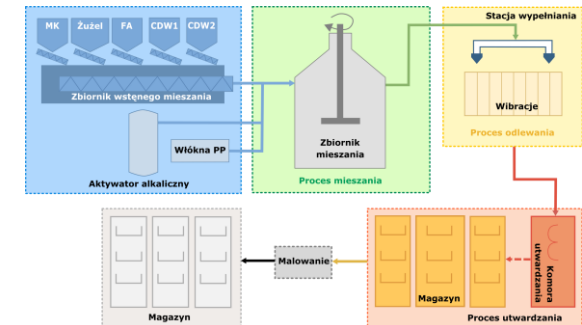 MK Żużel FA CDW1 CDW2
Zbiornik wstęnego mieszania
Włókna PP
Aktywator alkaliczny
Zbiornik
mieszania
Proces mieszania
Stacja wypełniania
Wibracje
Proces odlewania
Magazyn
Malowanie
Magazyn
Komora
utwardzania
Proces utwardzania